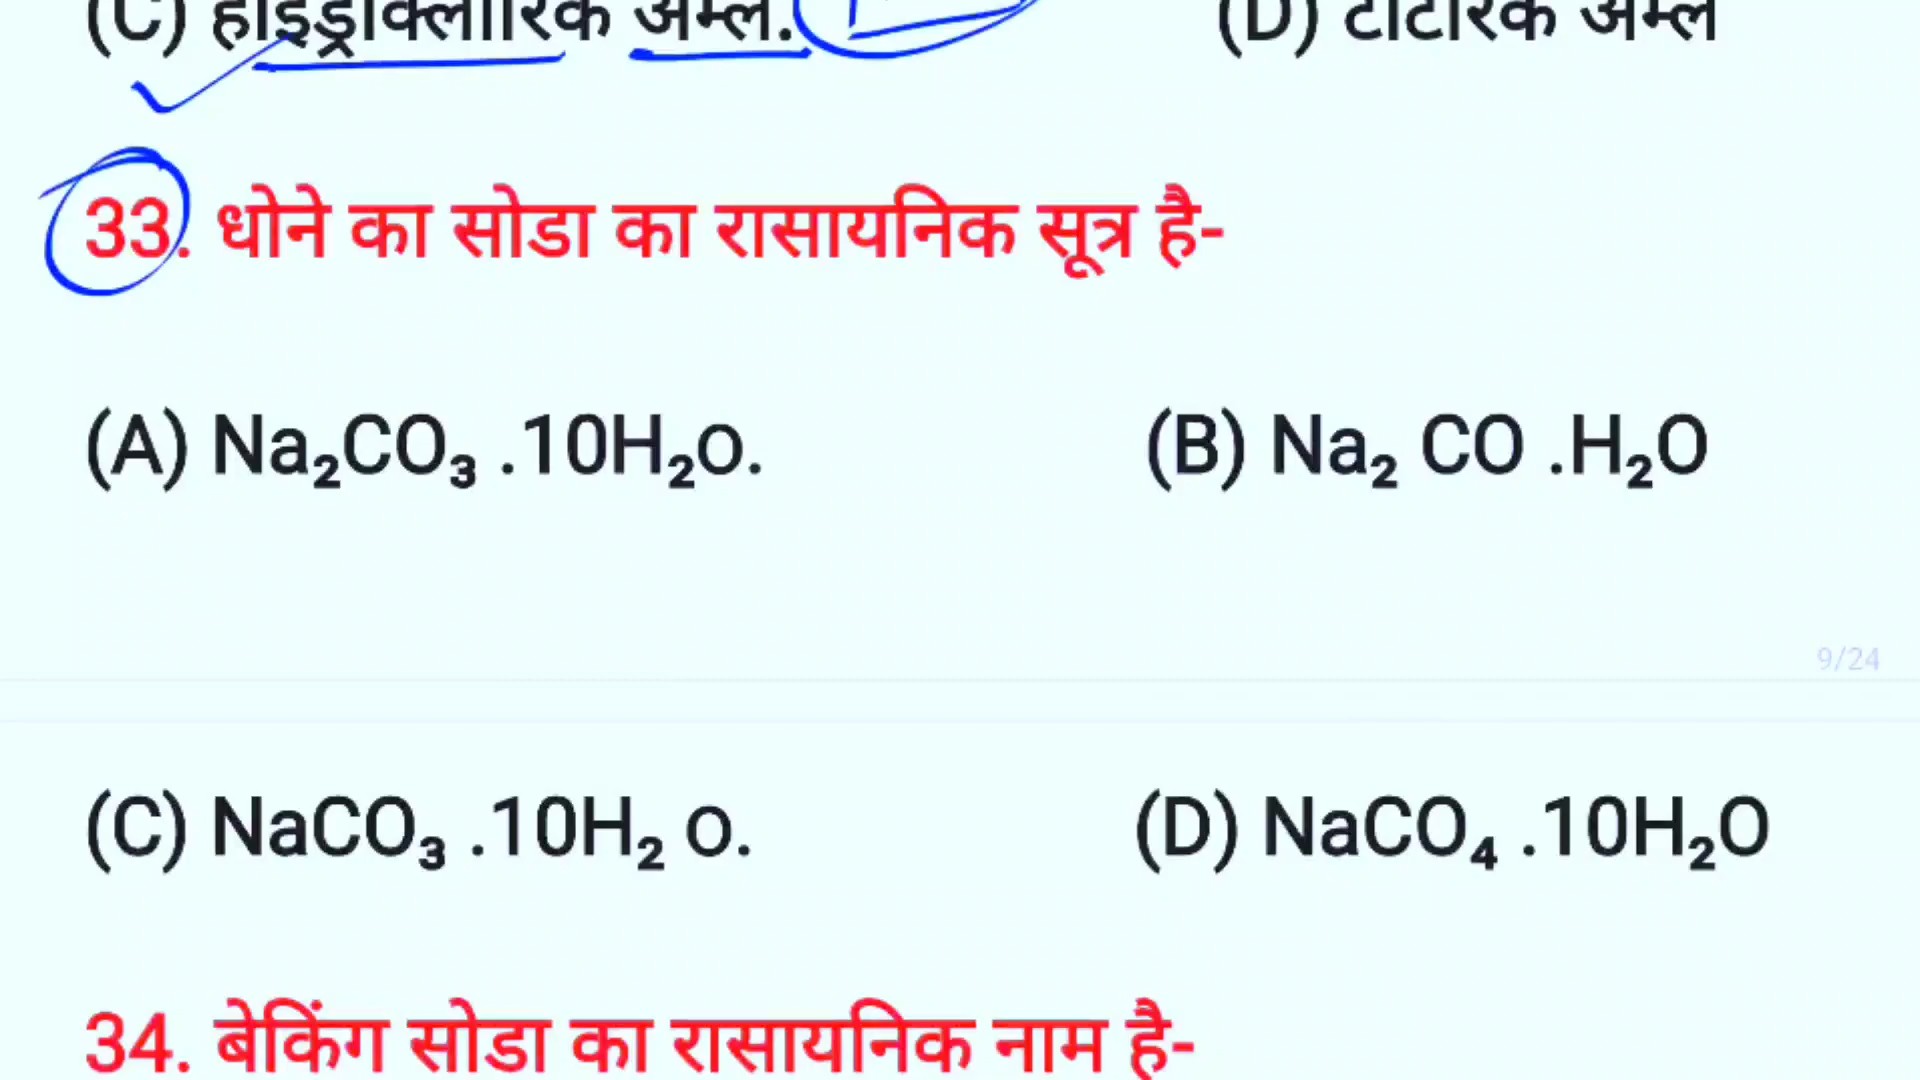 (C) हाइड्रोक्लोरिक अम्ल. (D) टार्टरिक अम्ल
33. धोने का सोडा का रासायनिक सूत्र है-
(A) Na₂CO₃ .10H₂o. (B) Na₂ CO .H₂O
9/24
(C) NaCO₃ .10H₂ o. (D) NaCO₄ .10H₂O
34. बेकिंग सोडा का रासायनिक नाम है-